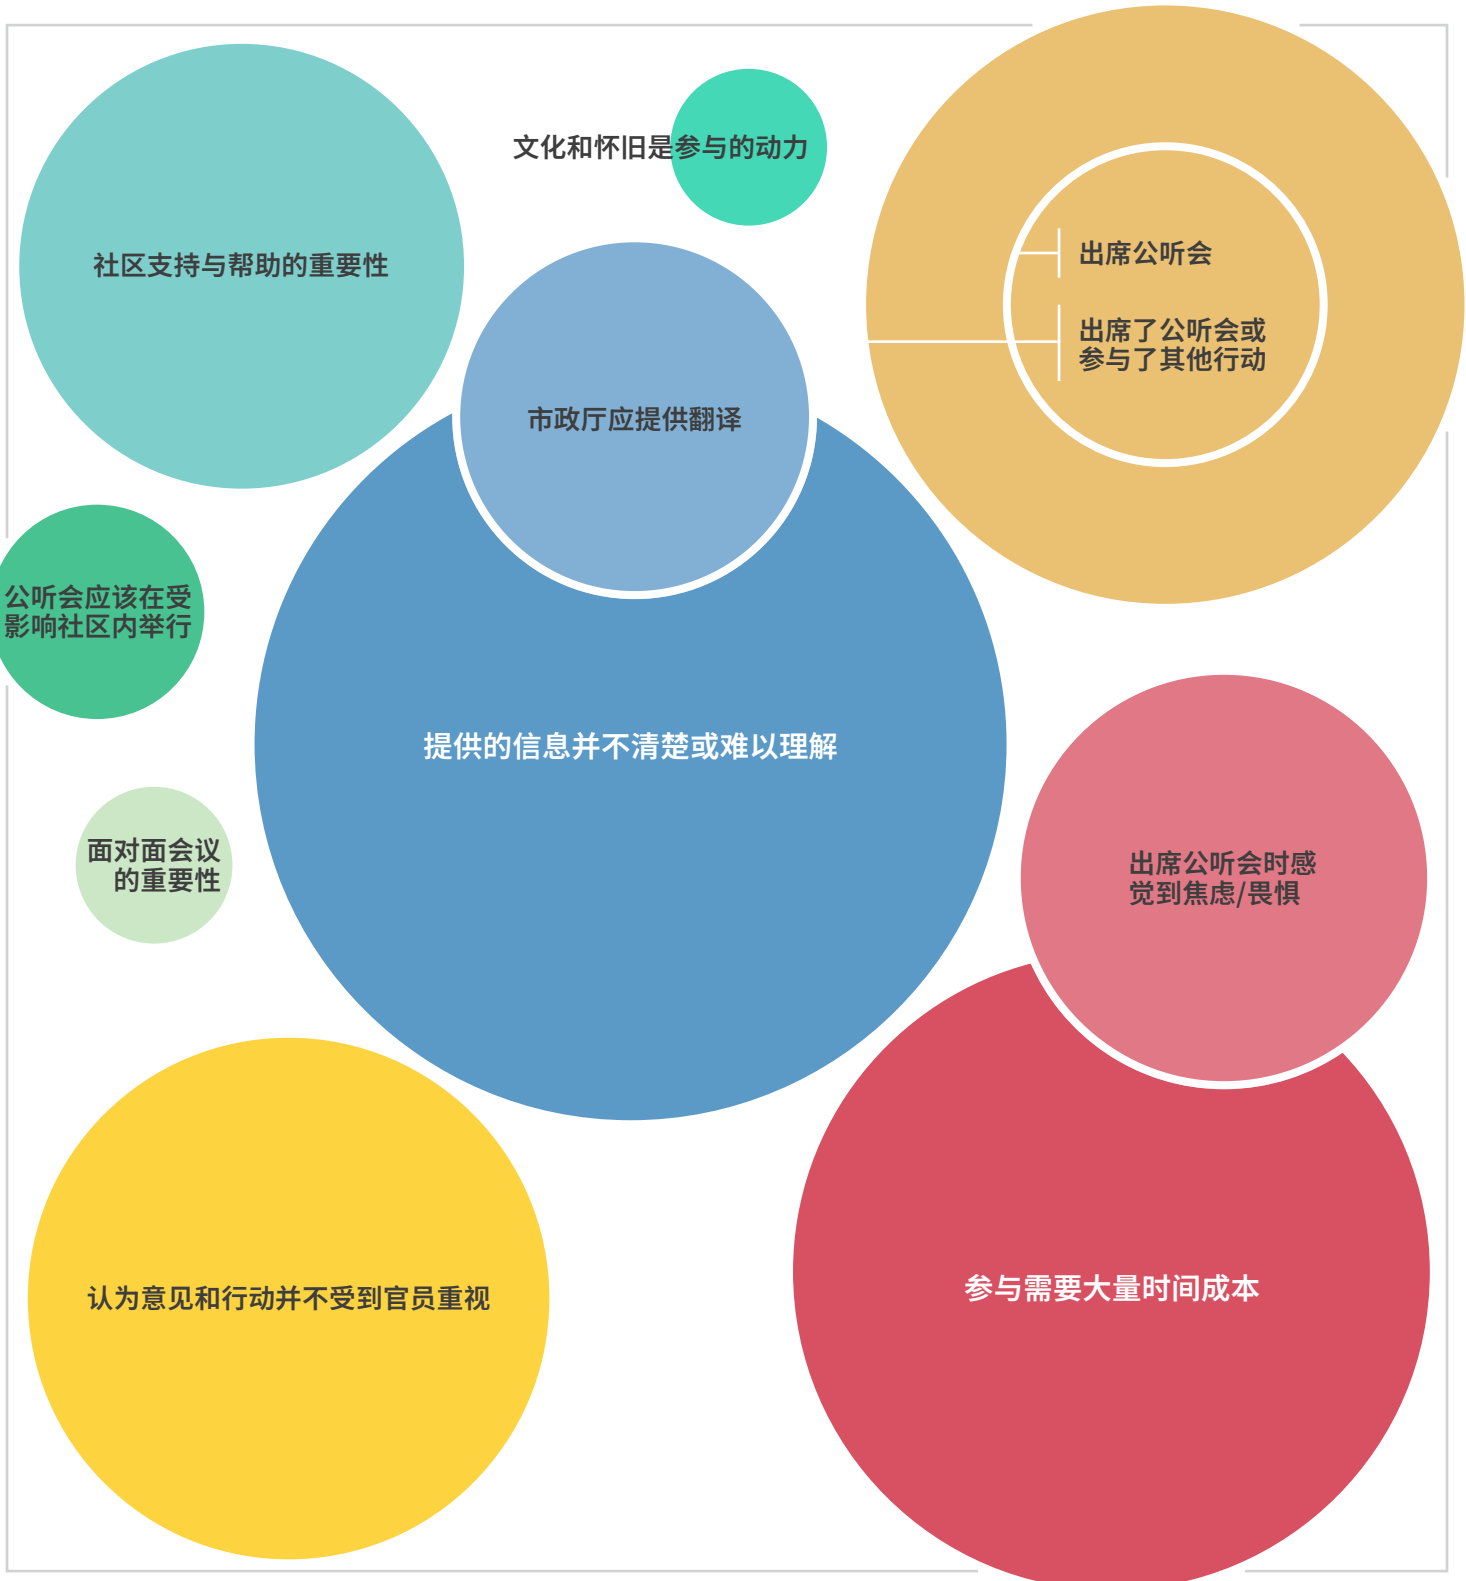 文化和怀旧是参与的动力
社区支持与帮助的重要性
出席公听会
出席了公听会或
参与了其他行动
市政厅应提供翻译
公听会应该在受
影响社区内举行
提供的信息并不清楚或难以理解
面对面会议
的重要性
出席公听会时感
觉到焦虑/畏惧
认为意见和行动并不受到官员重视
参与需要大量时间成本